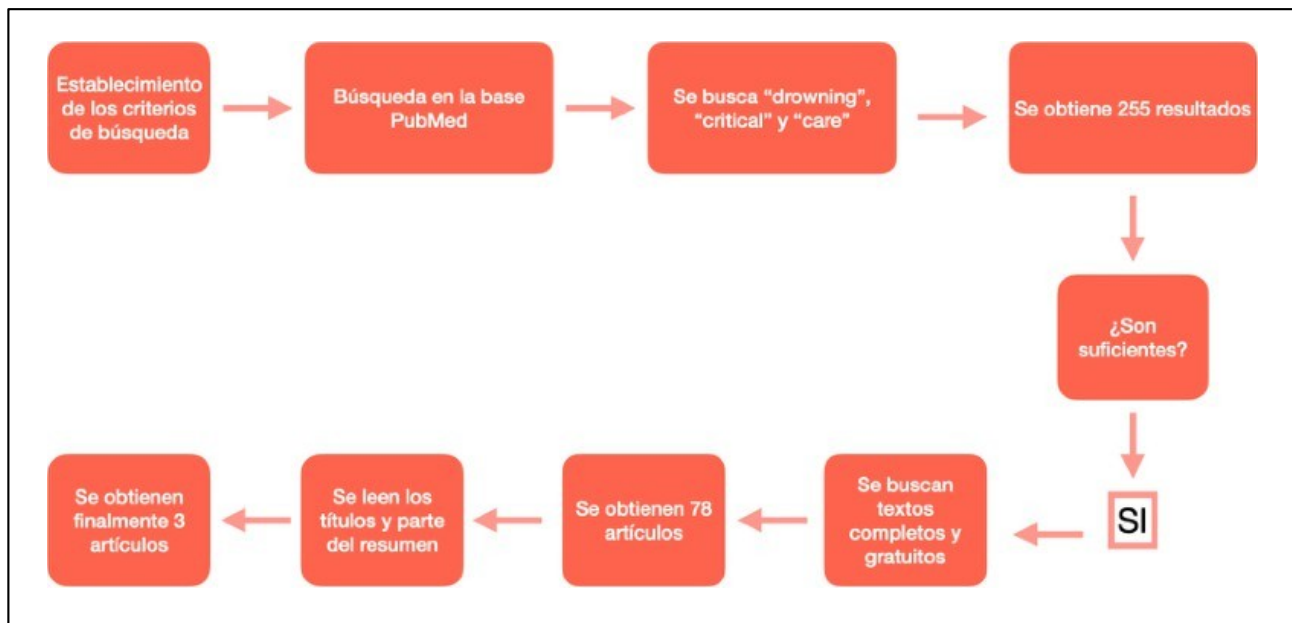 Establecimiento
de los criterios
de búsqueda
Búsqueda en la base
PubMed
Se busca “drowning”,
“critical” y “care”
Se obtiene 255 resultados
¿Son
suficientes?
SI
Se buscan
textos
completos y
gratuitos
Se obtienen 78
artículos
Se leen los
títulos y parte
del resumen
Se obtienen
finalmente 3
artículos